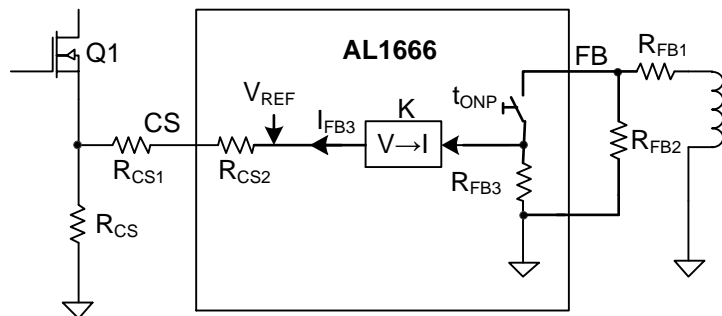 AL1666
Q1
FB
R_FB1
t_ONP
V_REF
K
CS
I_FB3
V→I
R_FB2
R_CS1
R_CS2
R_FB3
R_CS